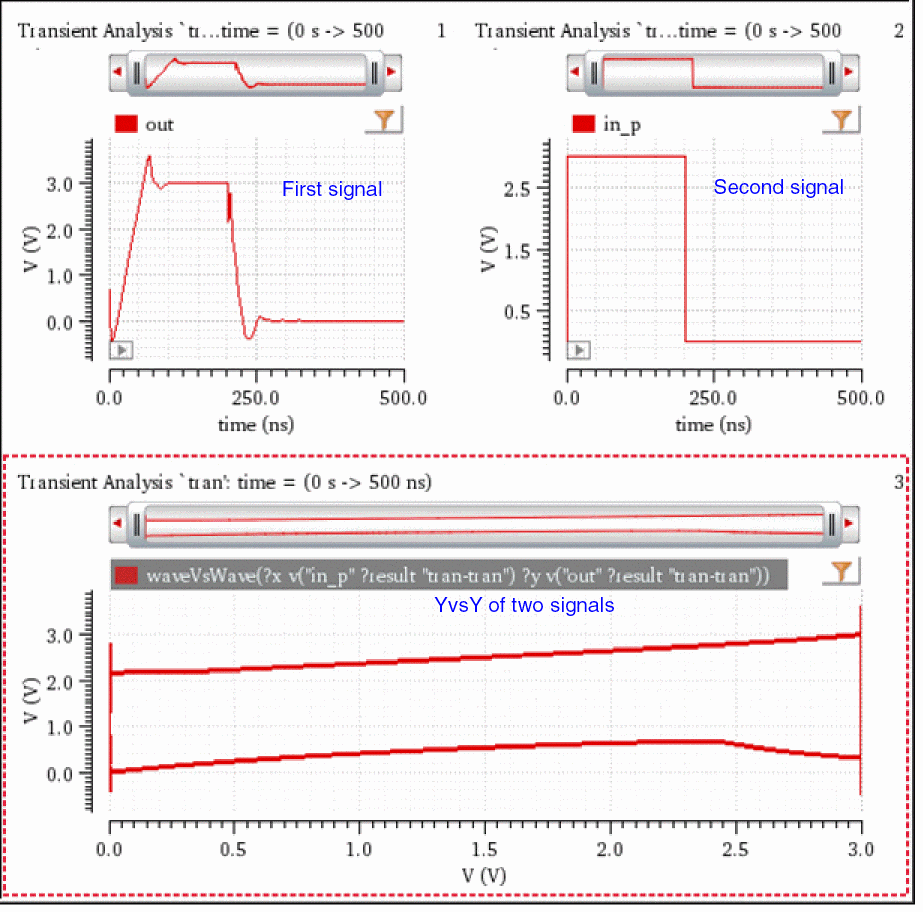 Transient Analysis `tr...time = (0 s -> 500
1
out
First signal
3.0
2.0
1.0
0.0
V (V)
0.0
250.0
500.0
time (ns)
Transient Analysis `tr...time = (0 s -> 500
2
in_p
Second signal
2.5
1.5
0.5
V (V)
0.0
250.0
500.0
time (ns)
Transient Analysis `tran': time = (0 s -> 500 ns)
3
waveVsWave(?x v("in_p" ?result "tran-tran") ?y v("out" ?result "tran-tran"))
YvsY of two signals
3.0
2.0
1.0
0.0
V (V)
0.0
0.5
1.0
1.5
2.0
2.5
3.0
V (V)